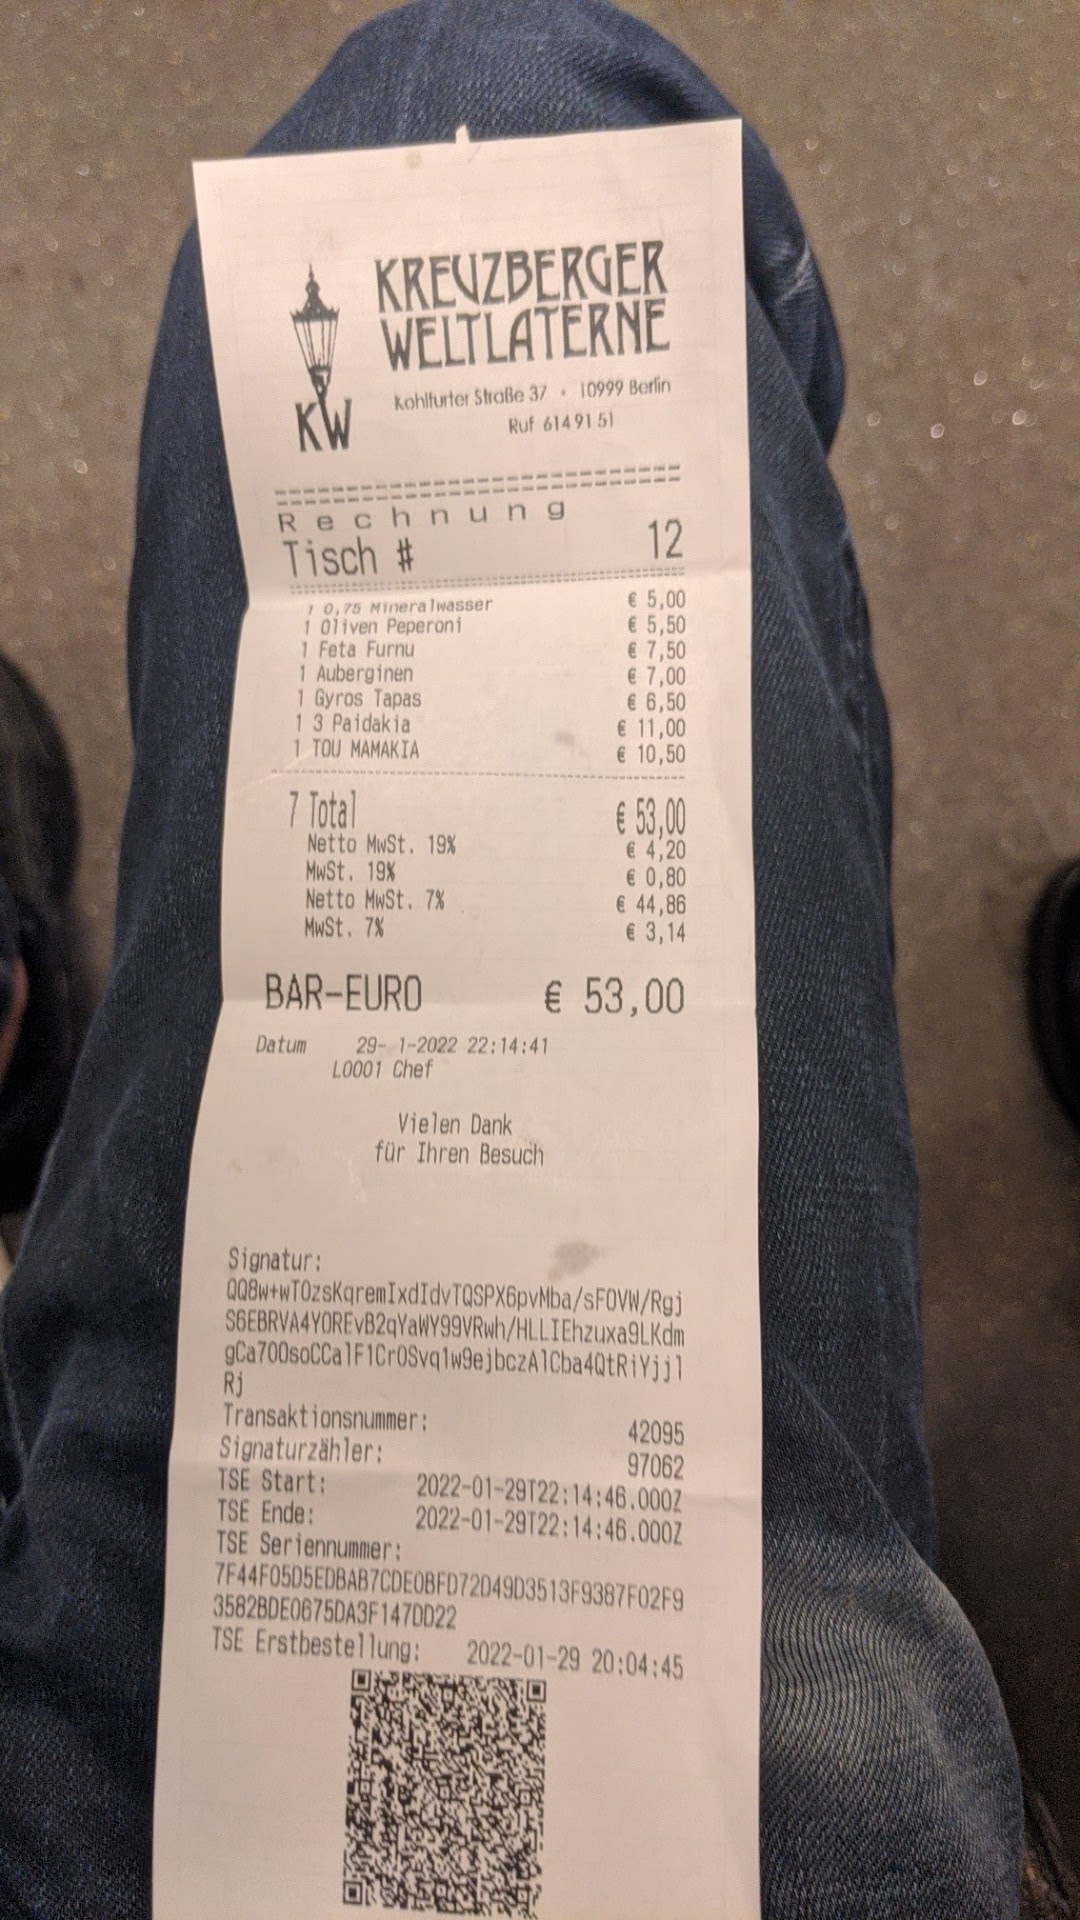 KREUZBERGER
WELTLATERNE
KW
Kohlfurter Straße 37 • 10999 Berlin
Ruf 614 91 51
Rechnung
Tisch # 12
1 0,75 Mineralwasser € 5,00
1 Oliven Peperoni € 5,50
1 Feta Furnu € 7,50
1 Auberginen € 7,00
1 Gyros Tapas € 6,50
1 3 Paidakia € 11,00
1 TOU MAMAKIA € 10,50
7 Total € 53,00
Netto MwSt. 19% € 4,20
MwSt. 19% € 0,80
Netto MwSt. 7% € 44,86
MwSt. 7% € 3,14
BAR-EURO € 53,00
Datum 29- 1-2022 22:14:41
L0001 Chef
Vielen Dank
für Ihren Besuch
Signatur:
QQ8w+wTOzsKqremIxdIdvTQSPX6pvMba/sFOVW/Rgj
S6EBRVA4YOREvB2qYaWY99VRwh/HLLIEhzuxa9LKdm
gCa7OOsoCCalF1CrOSvq1w9ejbczAlCba4QtRiYjjl
Rj
Transaktionsnummer: 42095
Signaturzähler: 97062
TSE Start: 2022-01-29T22:14:46.000Z
TSE Ende: 2022-01-29T22:14:46.000Z
TSE Seriennummer:
7F44F05D5EDBAB7CDE0BFD72D49D3513F9387F02F9
3582BDE0675DA3F147DD22
TSE Erstbestellung: 2022-01-29 20:04:45